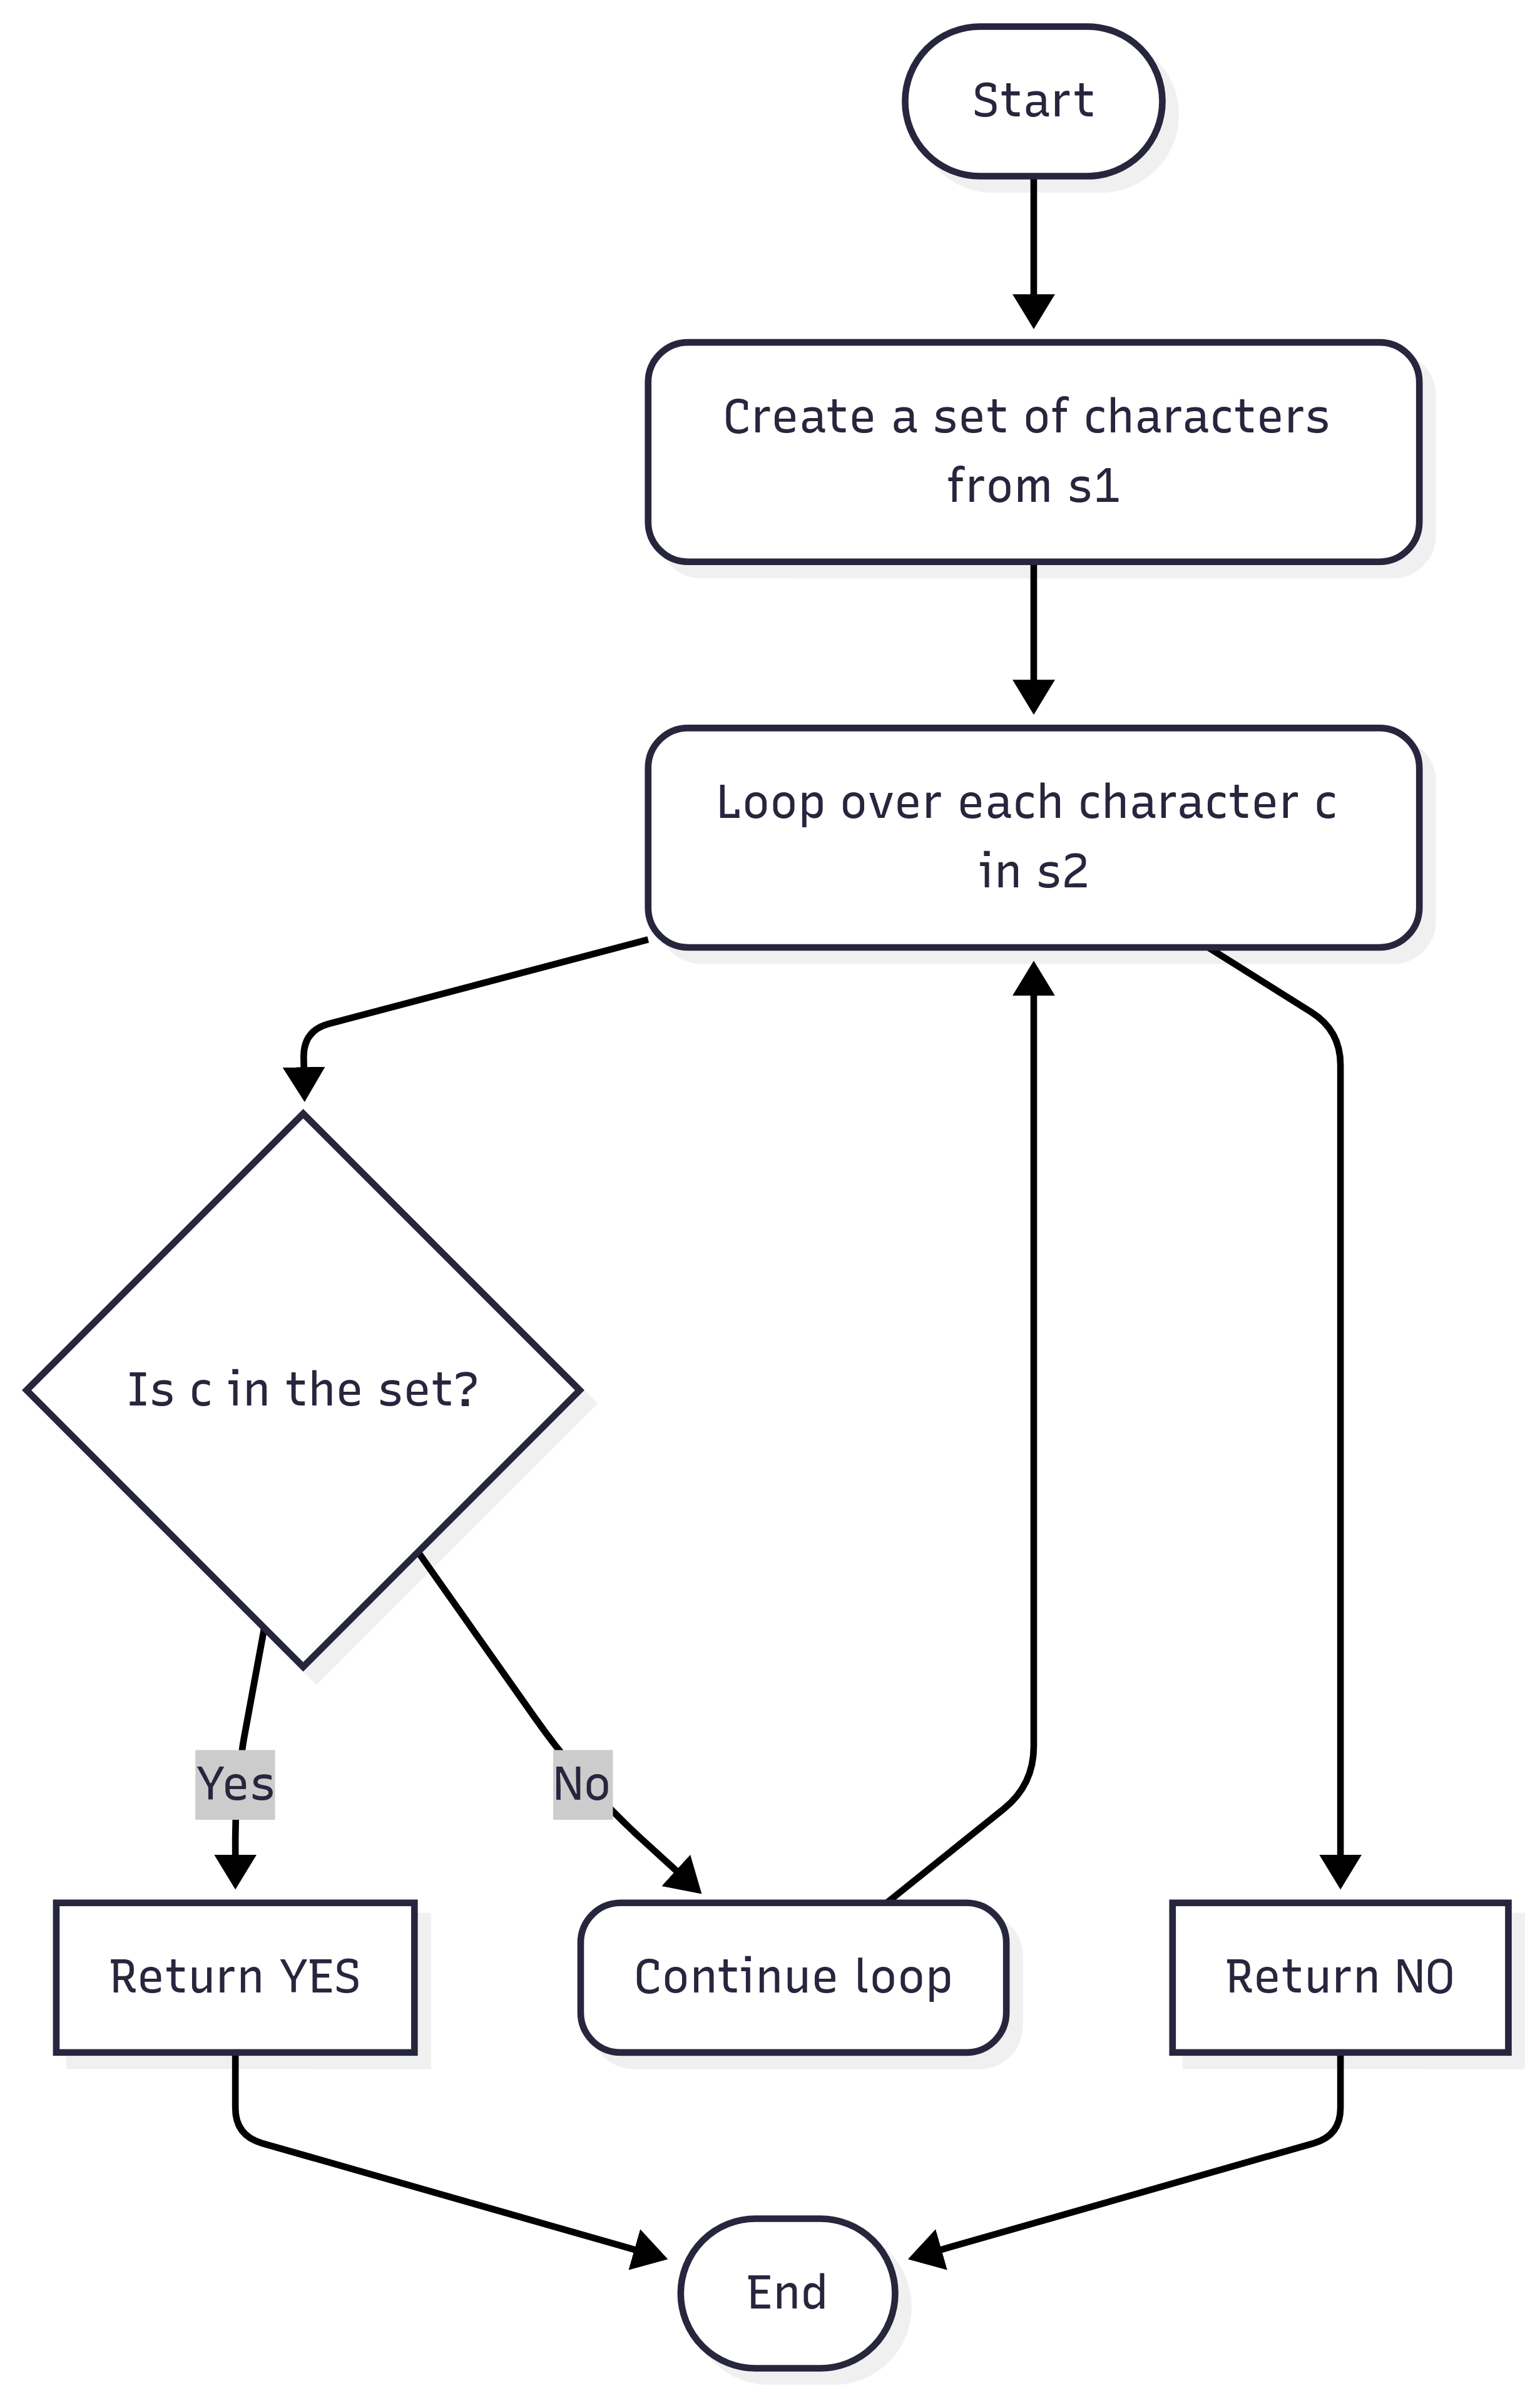 Start
Create a set of characters
from s1
Loop over each character c
in s2
Is c in the set?
Yes
No
Return YES
Continue loop
Return NO
End